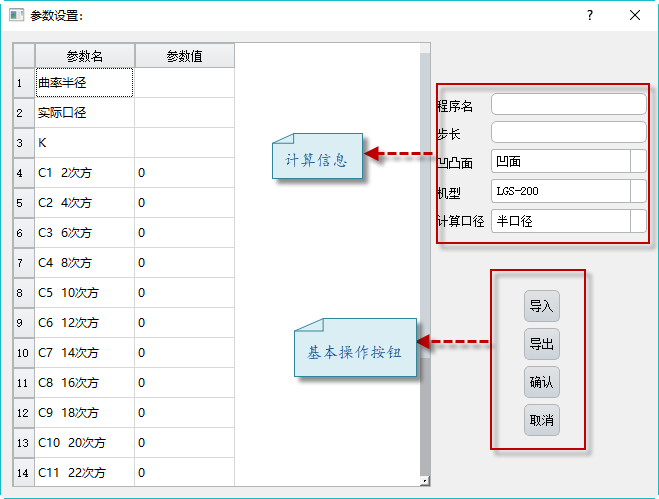 参数设置:
?
参数名 参数值
1 曲率半径
2 实际口径
3 K
4 C1 2次方 0
5 C2 4次方 0
6 C3 6次方 0
7 C4 8次方 0
8 C5 10次方 0
9 C6 12次方 0
10 C7 14次方 0
11 C8 16次方 0
12 C9 18次方 0
13 C10 20次方 0
14 C11 22次方 0
计算信息
基本操作按钮
程序名
步长
凹凸面 凹面
机型 LGS-200
计算口径 半口径
导入
导出
确认
取消